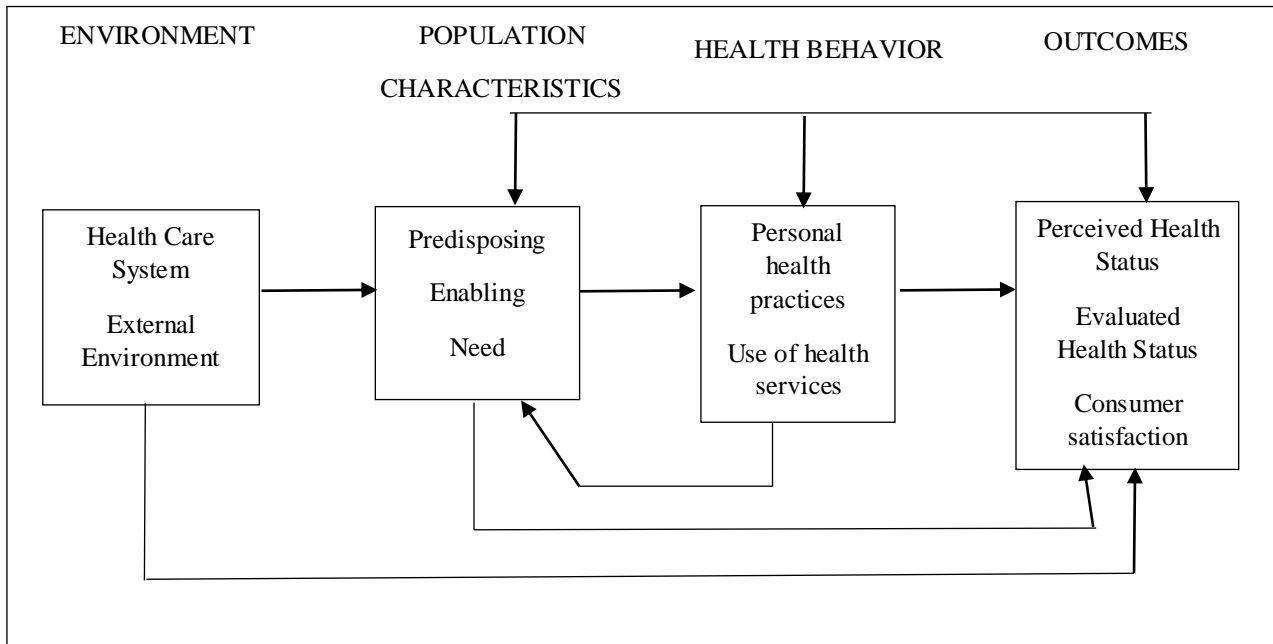 ENVIRONMENT
POPULATION
CHARACTERISTICS
HEALTH BEHAVIOR
OUTCOMES
Health Care
System
External
Environment
Predisposing
Enabling
Need
Personal
health
practices
Use of health
services
Perceived Health
Status
Evaluated
Health Status
Consumer
satisfaction